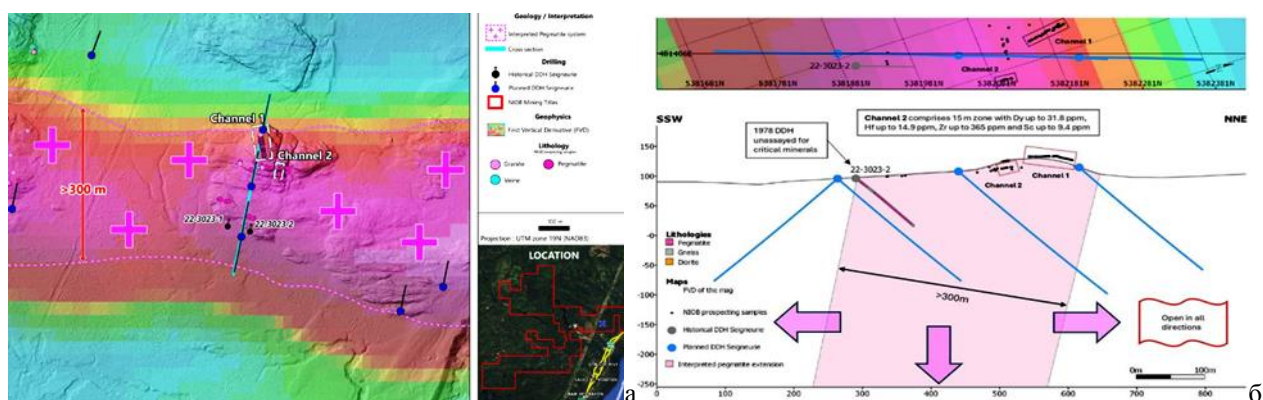 Channel 1
Channel 2
>300 m
22-3023-1
22-3023-2
Geology / Interpretation
Interpreted Pegmatite system
Cross section
Drilling
Historical DDH Seigneurie
Planned DDH Seigneurie
NIOB Mining Titles
Geophysics
First Vertical Derivative (FVD)
Lithology
Granite
Pegmatite
100 m
Projection : UTM zone 19N (NAD83)
LOCATION
а
22-3023-2
Channel 1
Channel 2
5381681N
5381781N
5381881N
5381981N
5382081N
5382181N
5382281N
5382381N
SSW
NNE
1978 DDH
unassayed for
critical minerals
Channel 2 comprises 15 m zone with Dy up to 31.8 ppm,
Hf up to 14.9 ppm, Zr up to 365 ppm and Sc up to 9.4 ppm
22-3023-2
Channel 2
Channel 1
150
100
50
-0
-50
-100
50
-200
-250
Lithologies
Pegmatite
Gneiss
Diorite
Maps
FVD of the mag
NIOB prospecting samples
Historical DDH Seigneurie
Planned DDH Seigneurie
Interpreted pegmatite extension
>300m
Open in all
directions
0m
100m
0
100
200
300
400
500
600
700
800
б